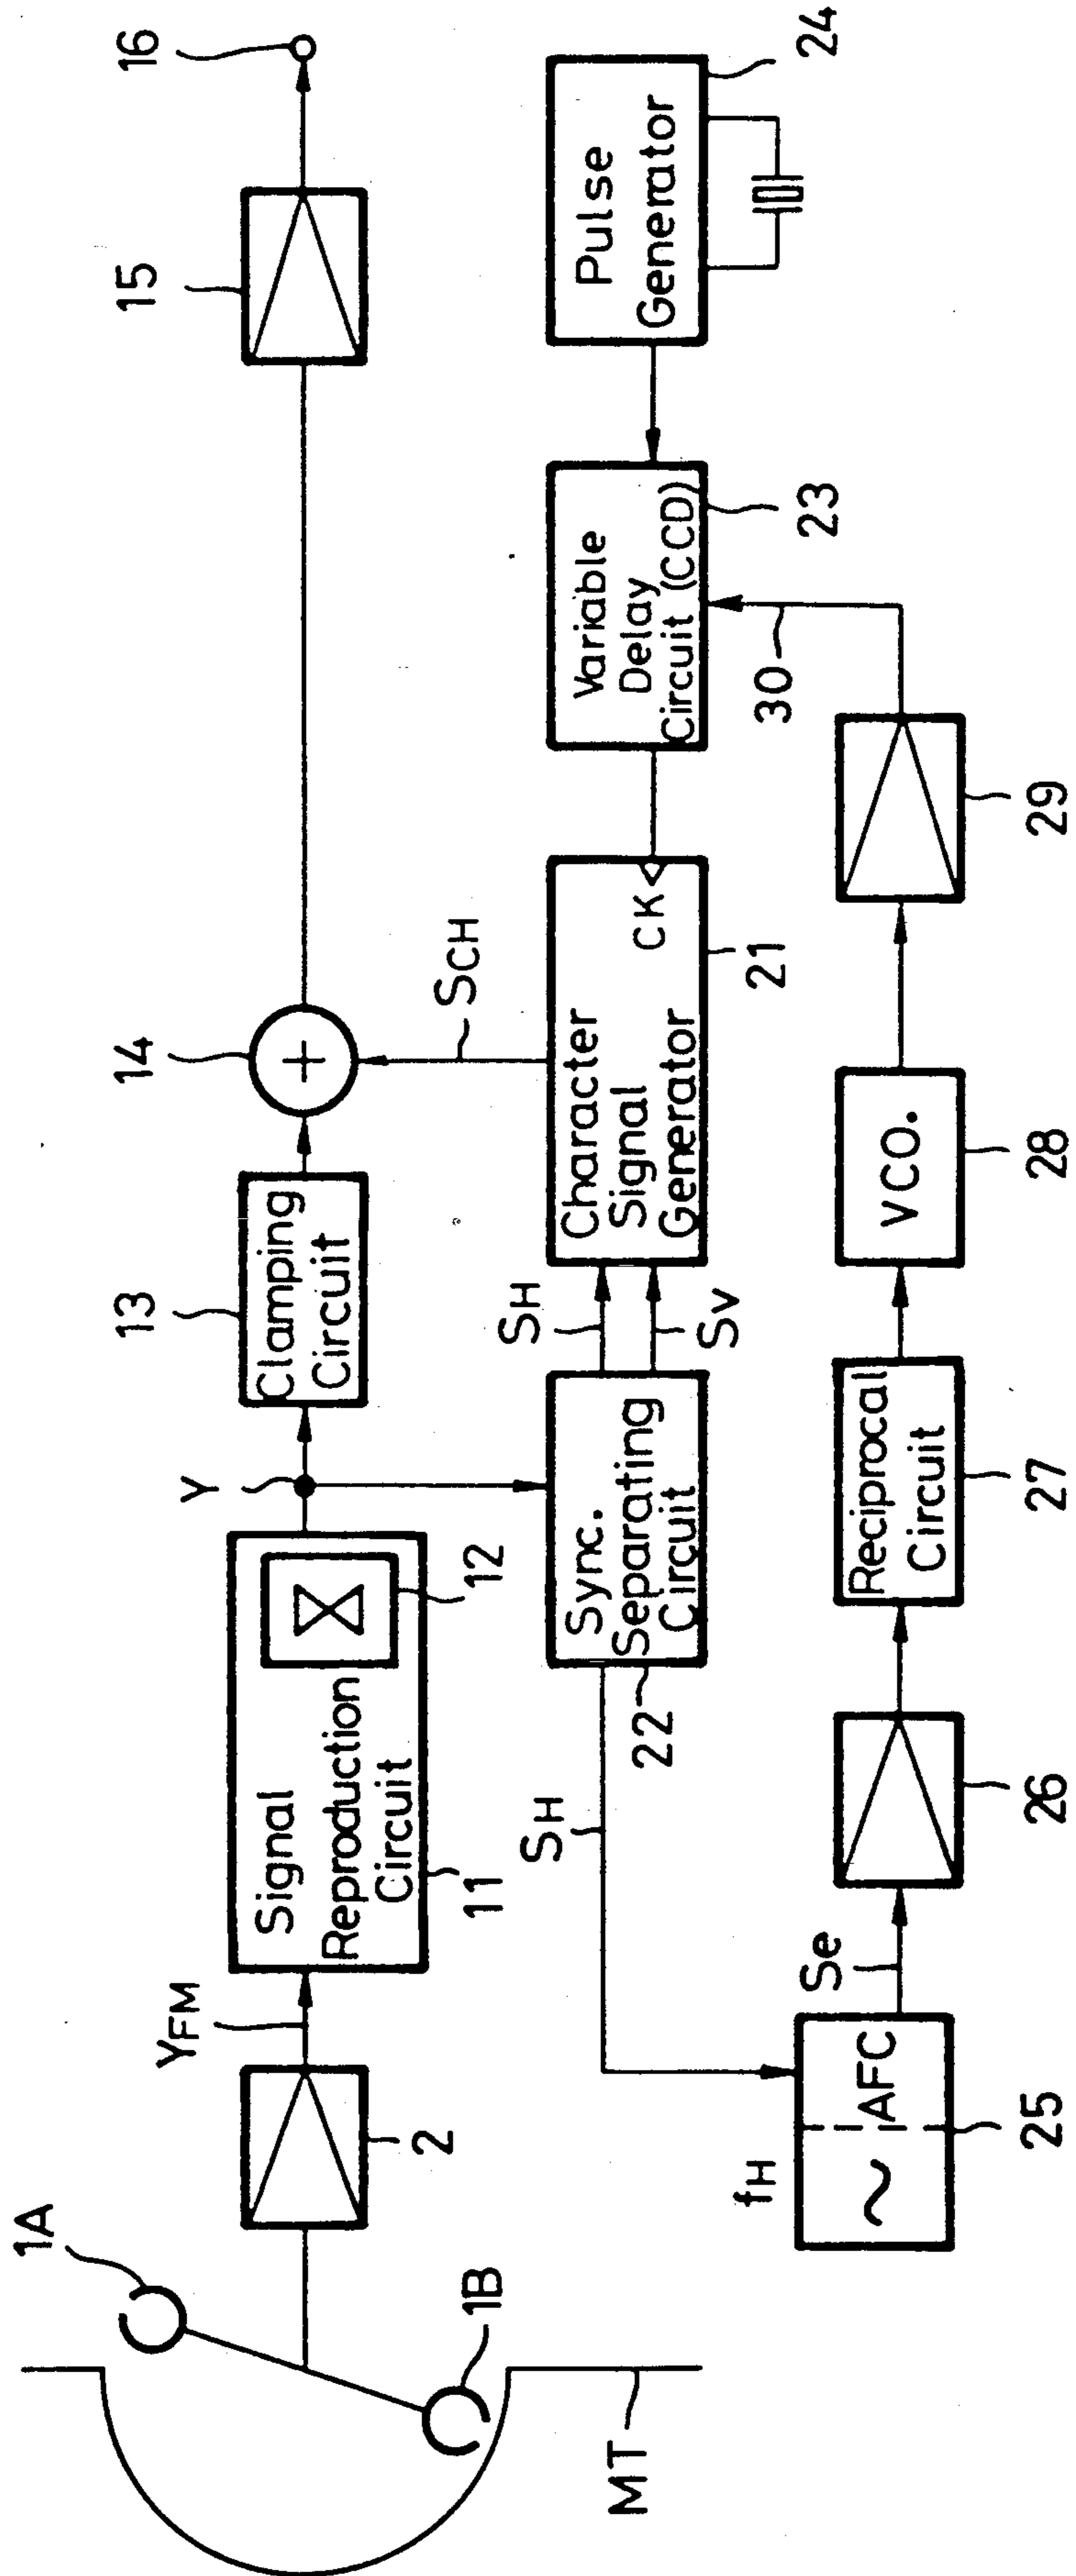 1A
1B
MT
2
YFM
Signal
Reproduction
Circuit
11
12
Y
13
Clamping
Circuit
14
15
16
SCH
SH
Sync.
Separating
Circuit
22
SH
SV
Character
Signal
Generator
CK
21
Variable
Delay
Circuit (CCD)
23
Pulse
Generator
24
fH
~
AFC
25
Se
26
Reciprocal
Circuit
27
VCO.
28
29
30